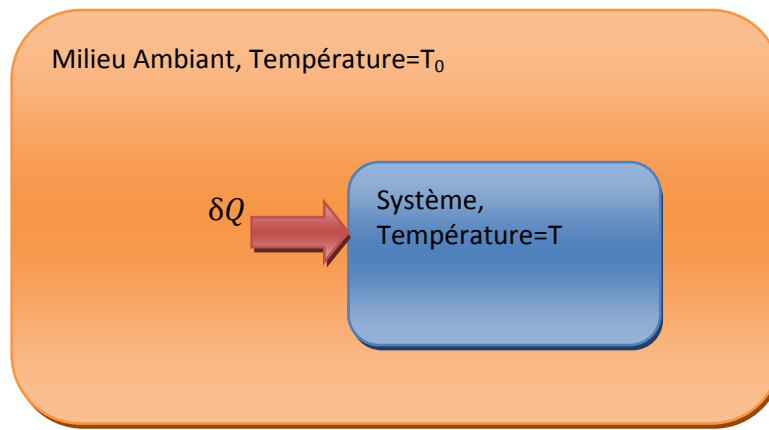 Milieu Ambiant, Température=T₀
δQ
Système,
Température=T